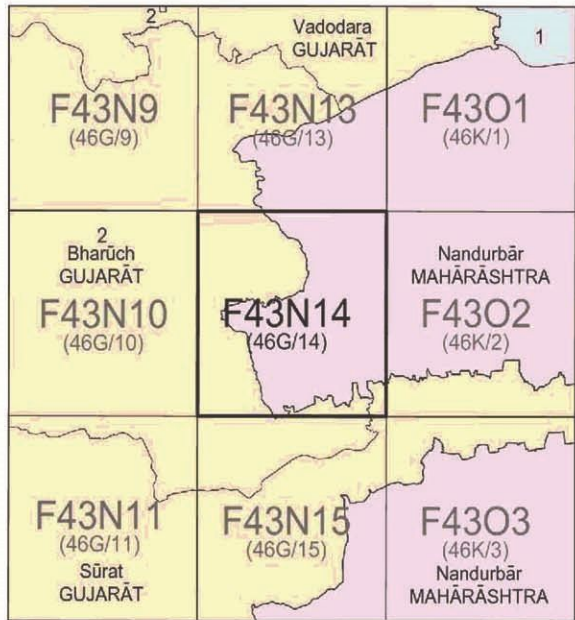 2
Vadodara
GUJARĀT
1
F43N9
(46G/9)
F43N13
(46G/13)
F43O1
(46K/1)
2
Bharūch
GUJARĀT
F43N10
(46G/10)
F43N14
(46G/14)
Nandurbār
MAHĀRĀSHTRA
F43O2
(46K/2)
F43N11
(46G/11)
Sūrat
GUJARĀT
F43N15
(46G/15)
F43O3
(46K/3)
Nandurbār
MAHĀRĀSHTRA